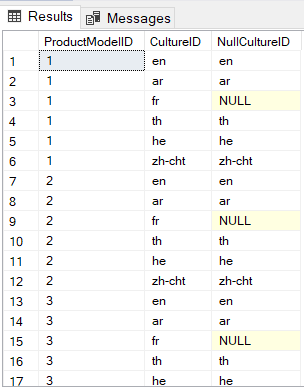 Results Messages
ProductModelID CultureID NullCultureID
1 1 en en
2 1 ar ar
3 1 fr NULL
4 1 th th
5 1 he he
6 1 zh-cht zh-cht
7 2 en en
8 2 ar ar
9 2 fr NULL
10 2 th th
11 2 he he
12 2 zh-cht zh-cht
13 3 en en
14 3 ar ar
15 3 fr NULL
16 3 th th
17 3 he he